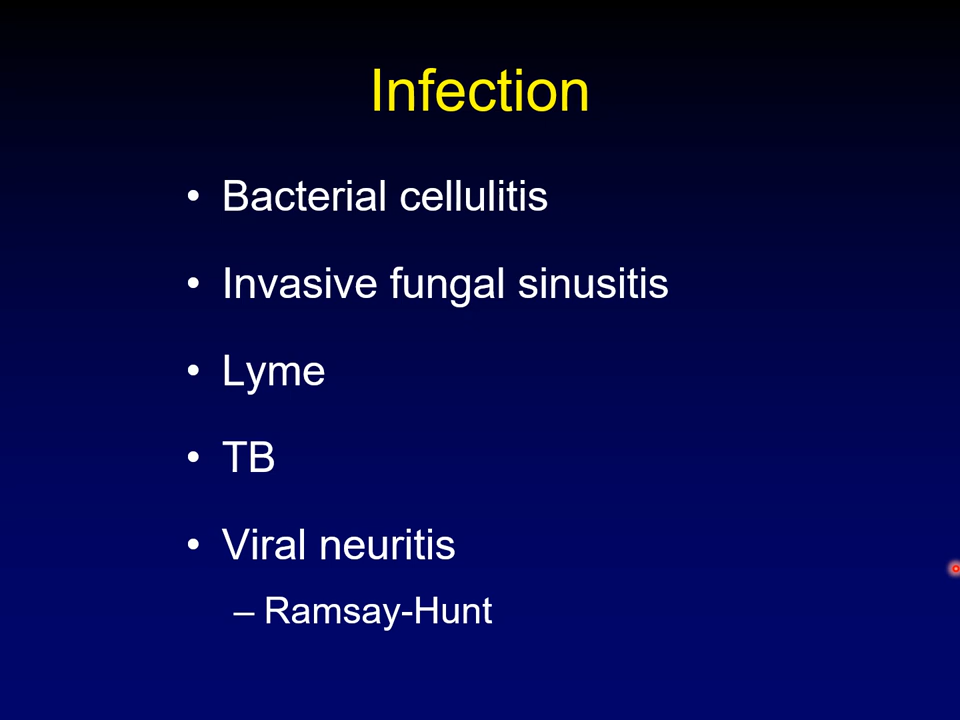 Infection
• Bacterial cellulitis
• Invasive fungal sinusitis
• Lyme
• TB
• Viral neuritis
– Ramsay-Hunt